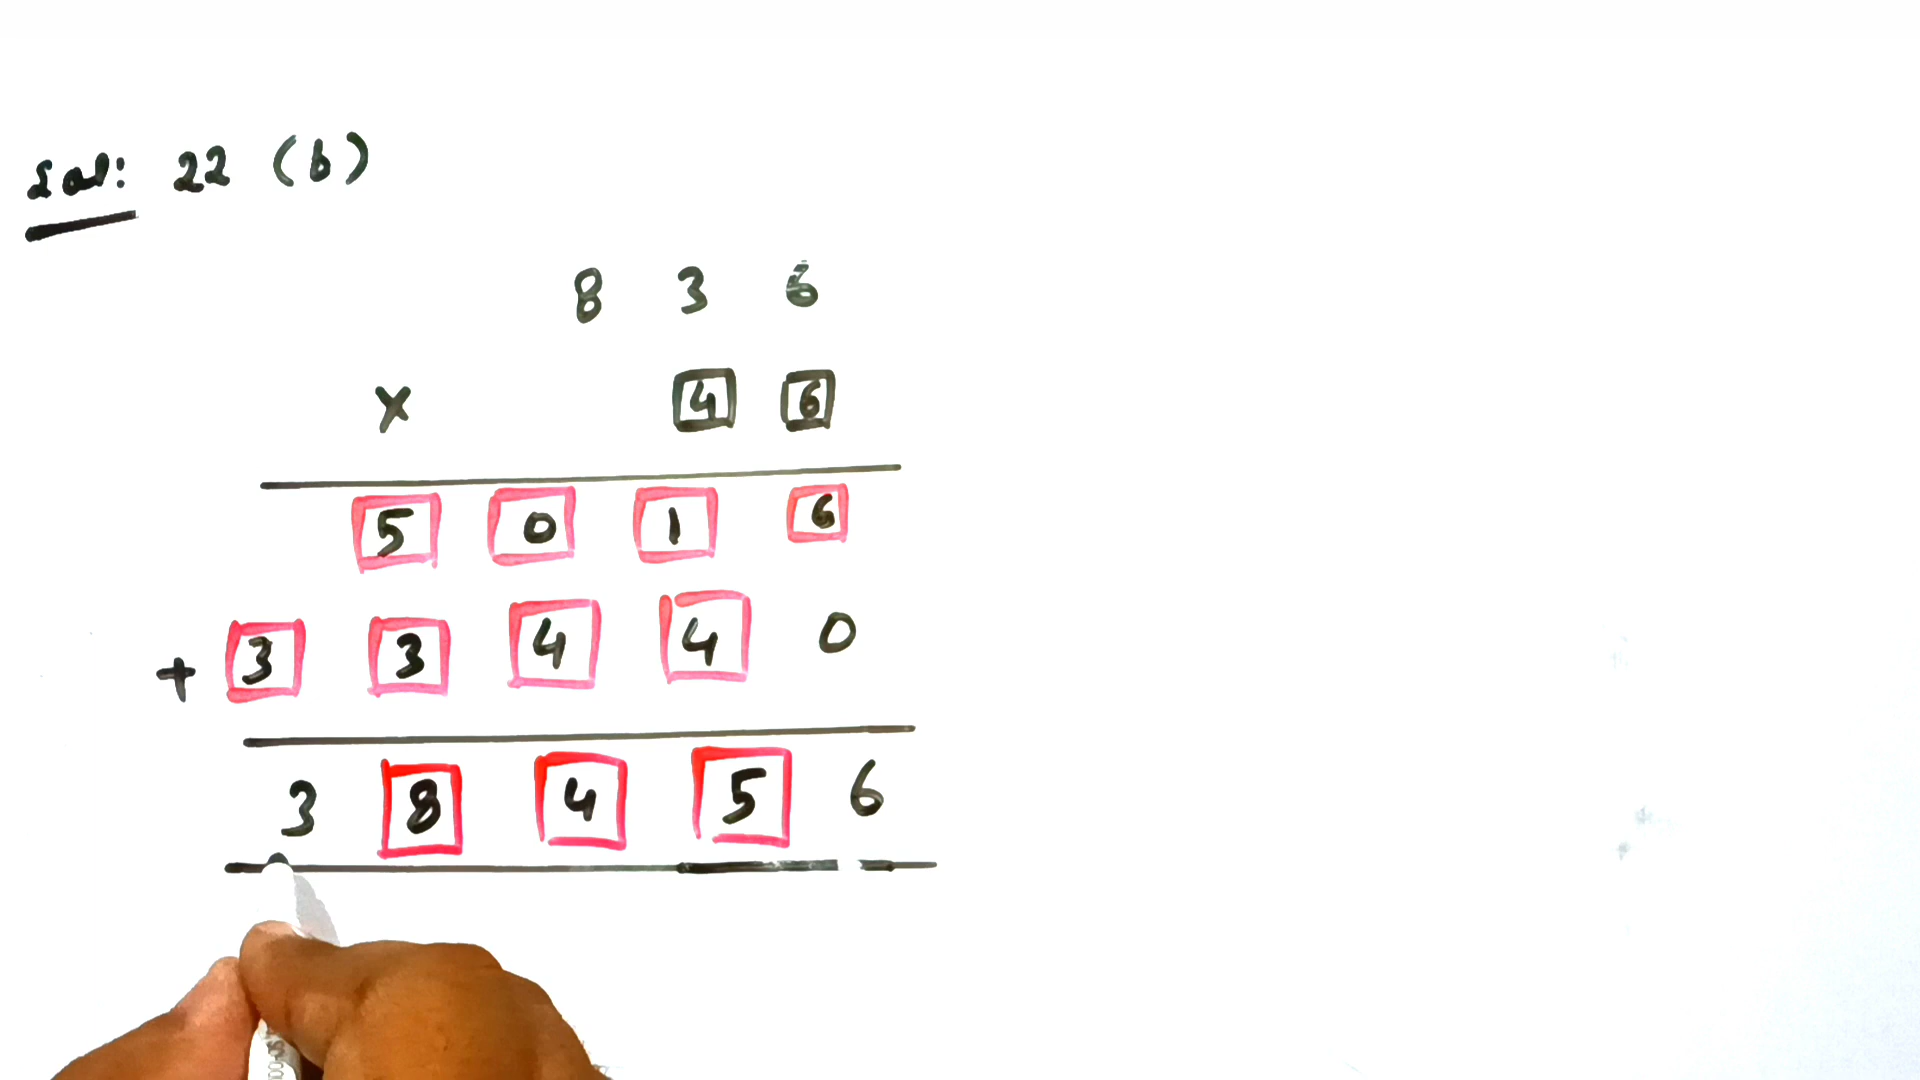 Sol: 22 (b)
8 3 6
x 4 6
5 0 1 6
+ 3 3 4 4 0
3 8 4 5 6